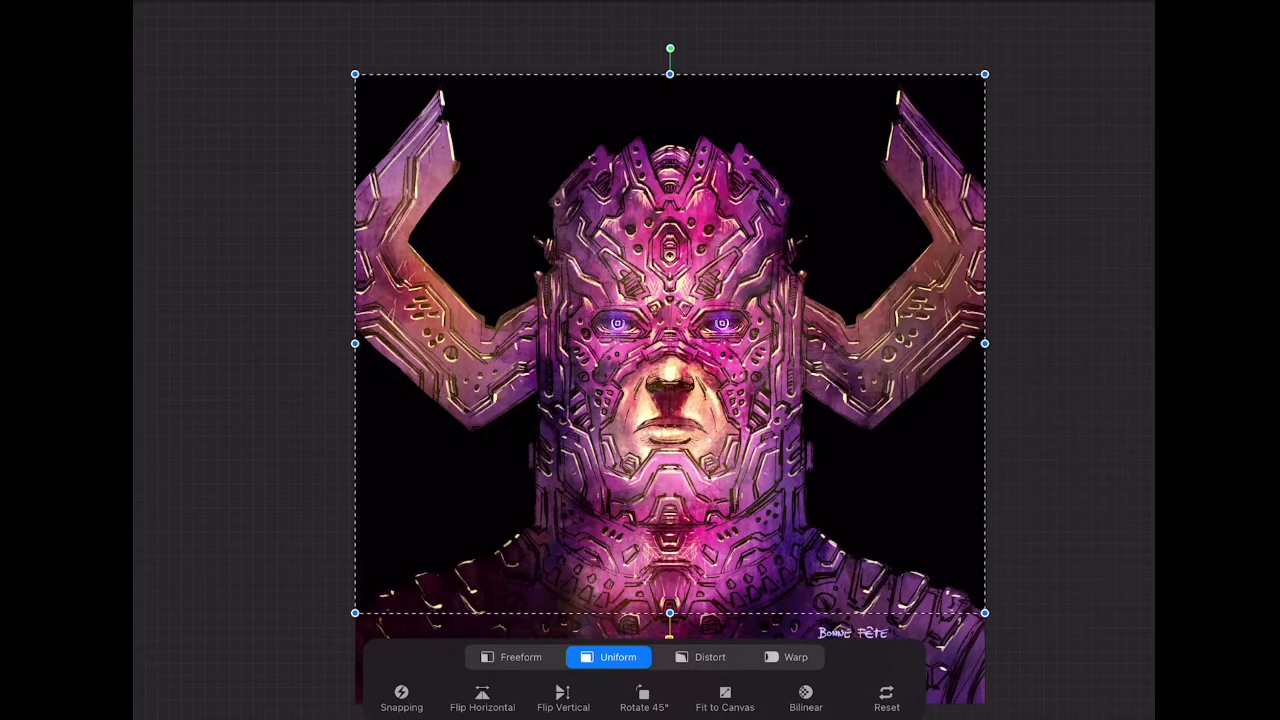 BONNE FÊTE
Freeform Uniform Distort Warp
Snapping Flip Horizontal Flip Vertical Rotate 45° Fit to Canvas Bilinear Reset